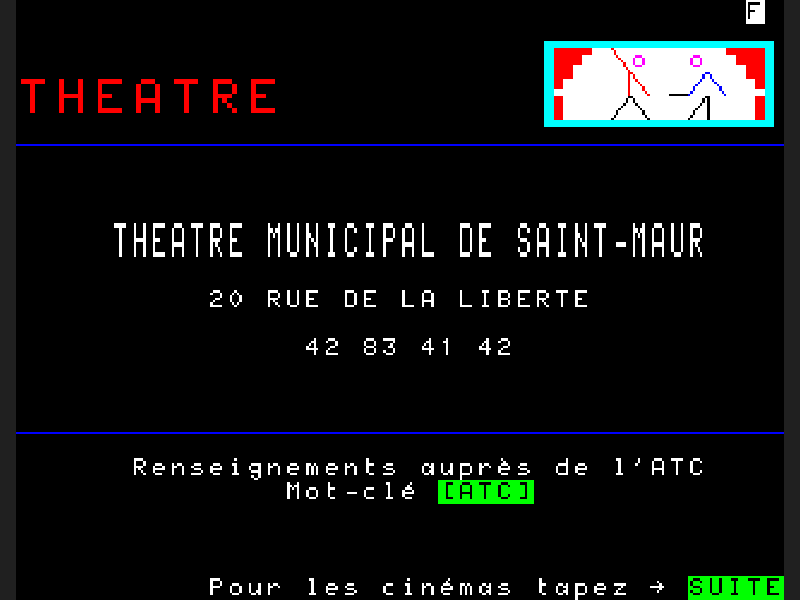 F
THEATRE
THEATRE MUNICIPAL DE SAINT-MAUR
20 RUE DE LA LIBERTE
42 83 41 42
Renseignements auprès de l'ATC
Mot-clé [ATC]
Pour les cinémas tapez → SUITE